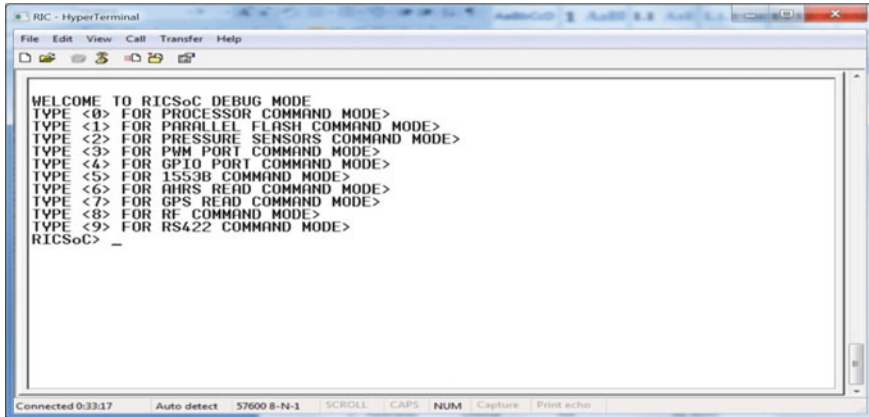 RIC - HyperTerminal
File Edit View Call Transfer Help
WELCOME TO RICSoC DEBUG MODE
TYPE <0> FOR PROCESSOR COMMAND MODE>
TYPE <1> FOR PARALLEL FLASH COMMAND MODE>
TYPE <2> FOR PRESSURE SENSORS COMMAND MODE>
TYPE <3> FOR PWM PORT COMMAND MODE>
TYPE <4> FOR GPIO PORT COMMAND MODE>
TYPE <5> FOR 1553B COMMAND MODE>
TYPE <6> FOR AHRS READ COMMAND MODE>
TYPE <7> FOR GPS READ COMMAND MODE>
TYPE <8> FOR RF COMMAND MODE>
TYPE <9> FOR RS422 COMMAND MODE>
RICSoC> _
Connected 0:33:17 Auto detect 57600 8-N-1 SCROLL CAPS NUM Capture Print echo